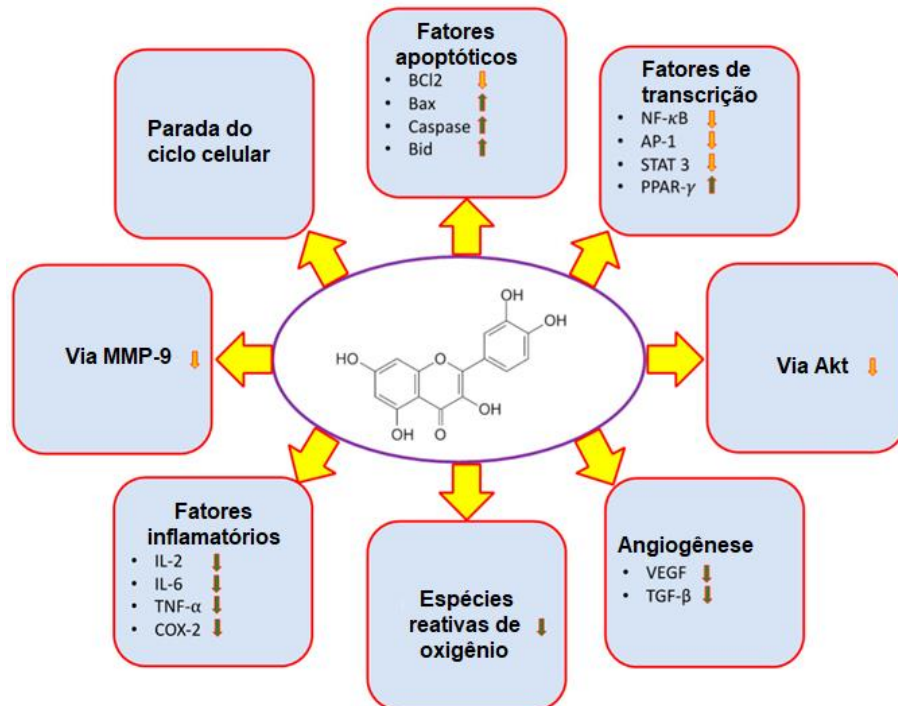 Fatores
apoptóticos
• BCl2 ⬇
• Bax ⬆
• Caspase ⬆
• Bid ⬆
Fatores de
transcrição
• NF-κB ⬇
• AP-1 ⬇
• STAT 3 ⬇
• PPAR-γ ⬆
Parada do
ciclo celular
Via MMP-9 ⬇
Via Akt ⬇
OH
HO
OH
HO
O
OH
OH
O
Fatores
inflamatórios
• IL-2 ⬇
• IL-6 ⬇
• TNF-α ⬇
• COX-2 ⬇
Espécies
reativas de
oxigênio ⬇
Angiogênese
• VEGF ⬇
• TGF-β ⬇